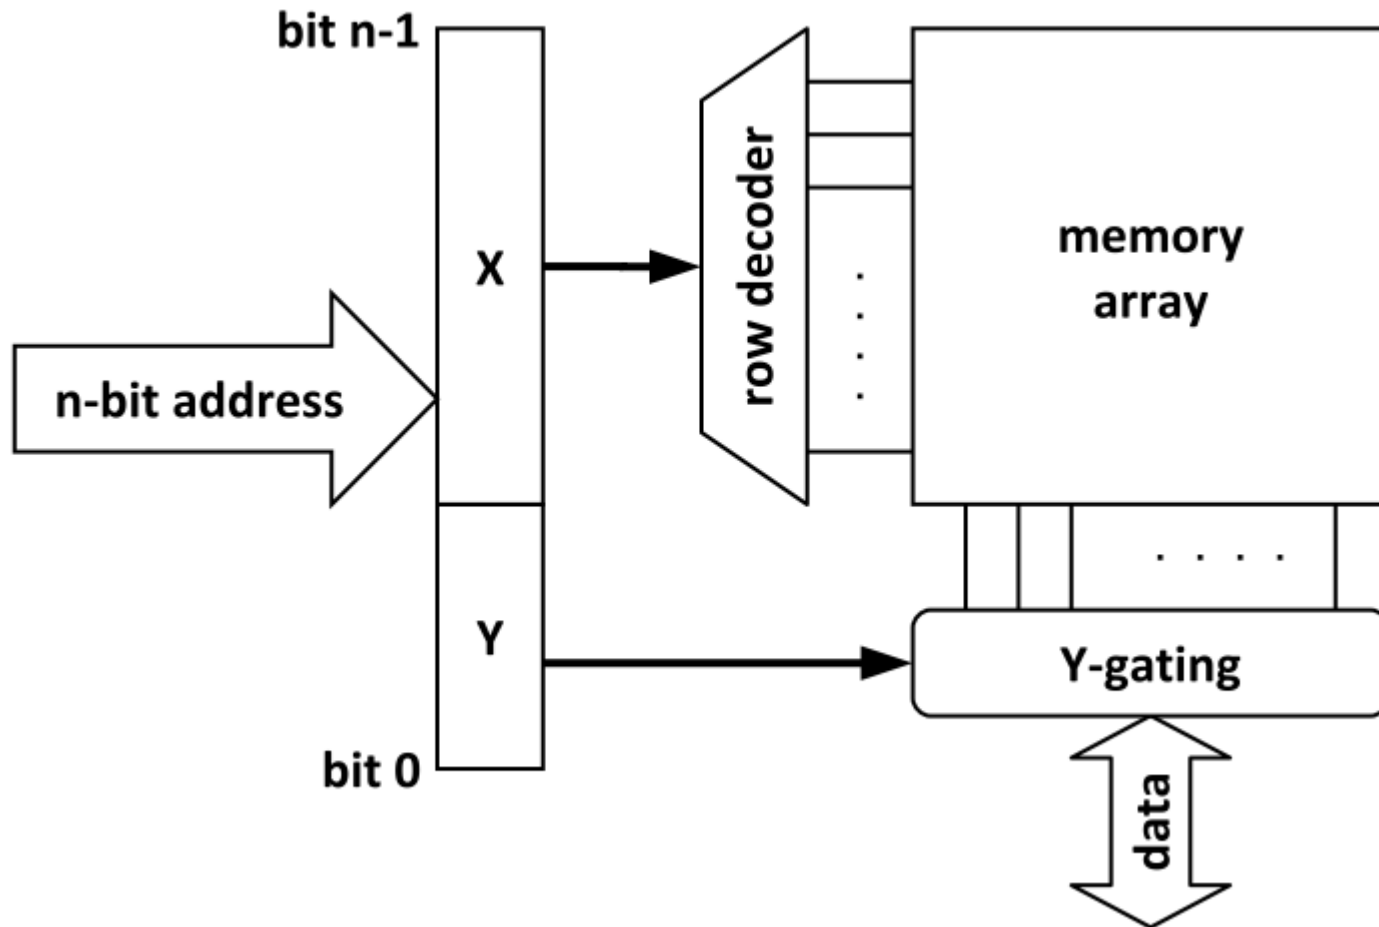 bit n-1
X
row decoder
memory
array
n-bit address
Y
Y-gating
bit 0
data